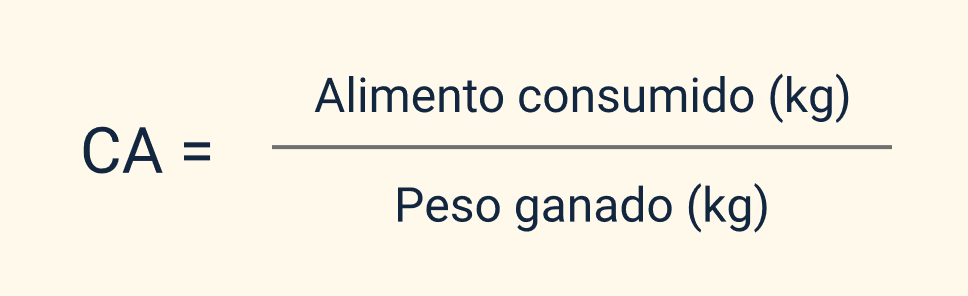 Alimento consumido (kg)
CA =
Peso ganado (kg)